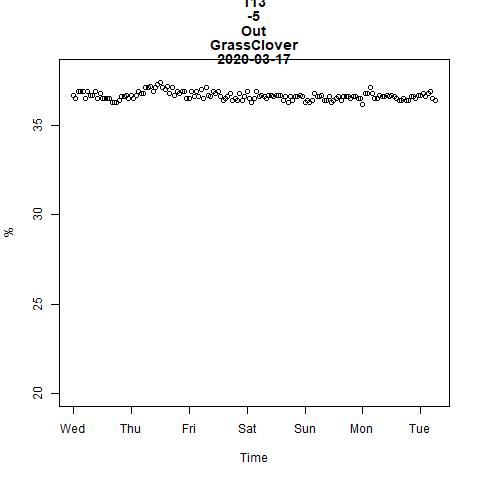 113
-5
Out
GrassClover
2020-03-17
%
35
30
25
20
Wed
Thu
Fri
Sat
Sun
Mon
Tue
Time